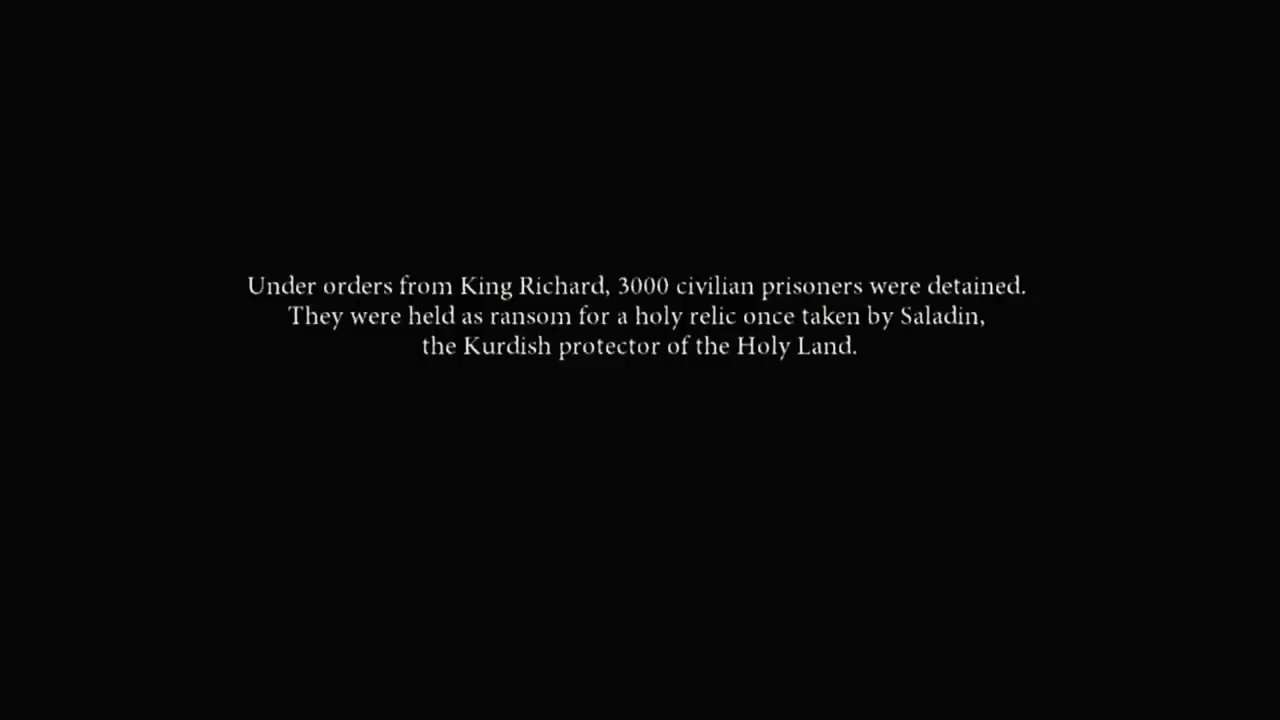 Under orders from King Richard, 3000 civilian prisoners were detained.
They were held as ransom for a holy relic once taken by Saladin,
the Kurdish protector of the Holy Land.